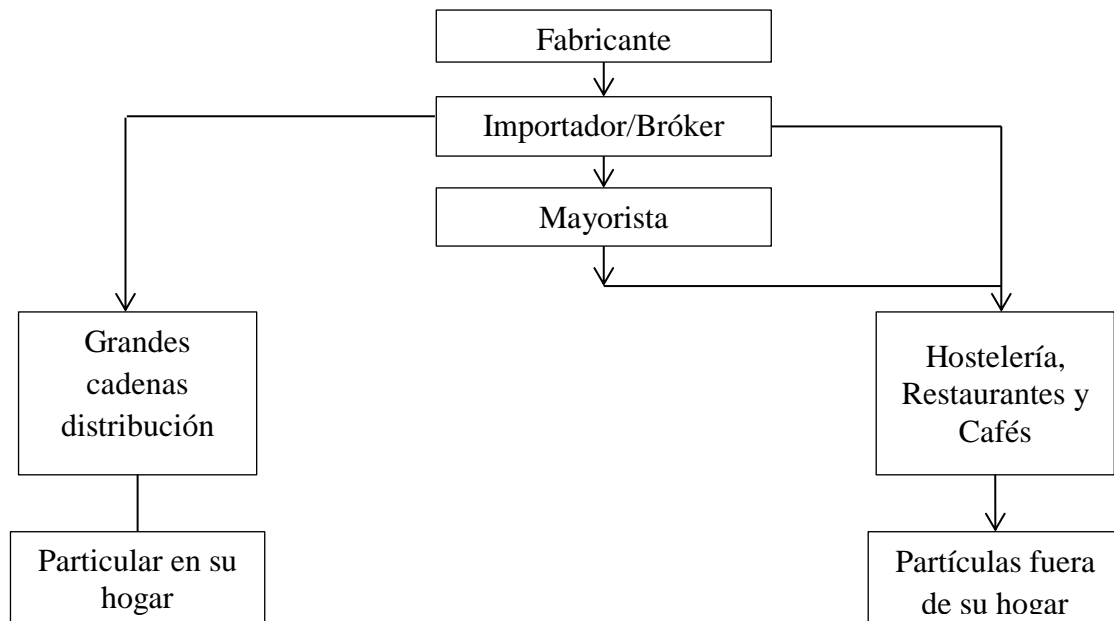 Fabricante
Importador/Bróker
Mayorista
Grandes
cadenas
distribución
Hostelería,
Restaurantes y
Cafés
Particular en su
hogar
Partículas fuera
de su hogar